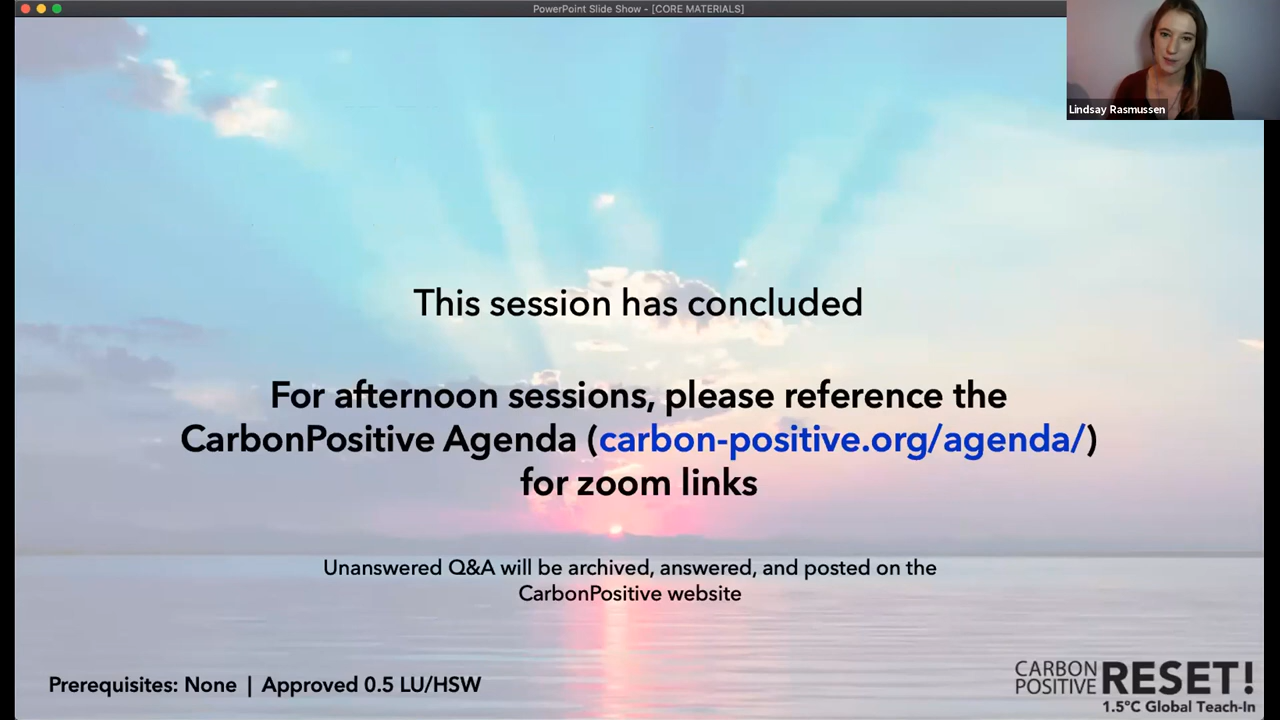 PowerPoint Slide Show - [CORE MATERIALS]
Lindsay Rasmussen
This session has concluded
For afternoon sessions, please reference the
CarbonPositive Agenda (carbon-positive.org/agenda/)
for zoom links
Unanswered Q&A will be archived, answered, and posted on the
CarbonPositive website
Prerequisites: None | Approved 0.5 LU/HSW
CARBON
POSITIVE RESET!
1.5°C Global Teach-In